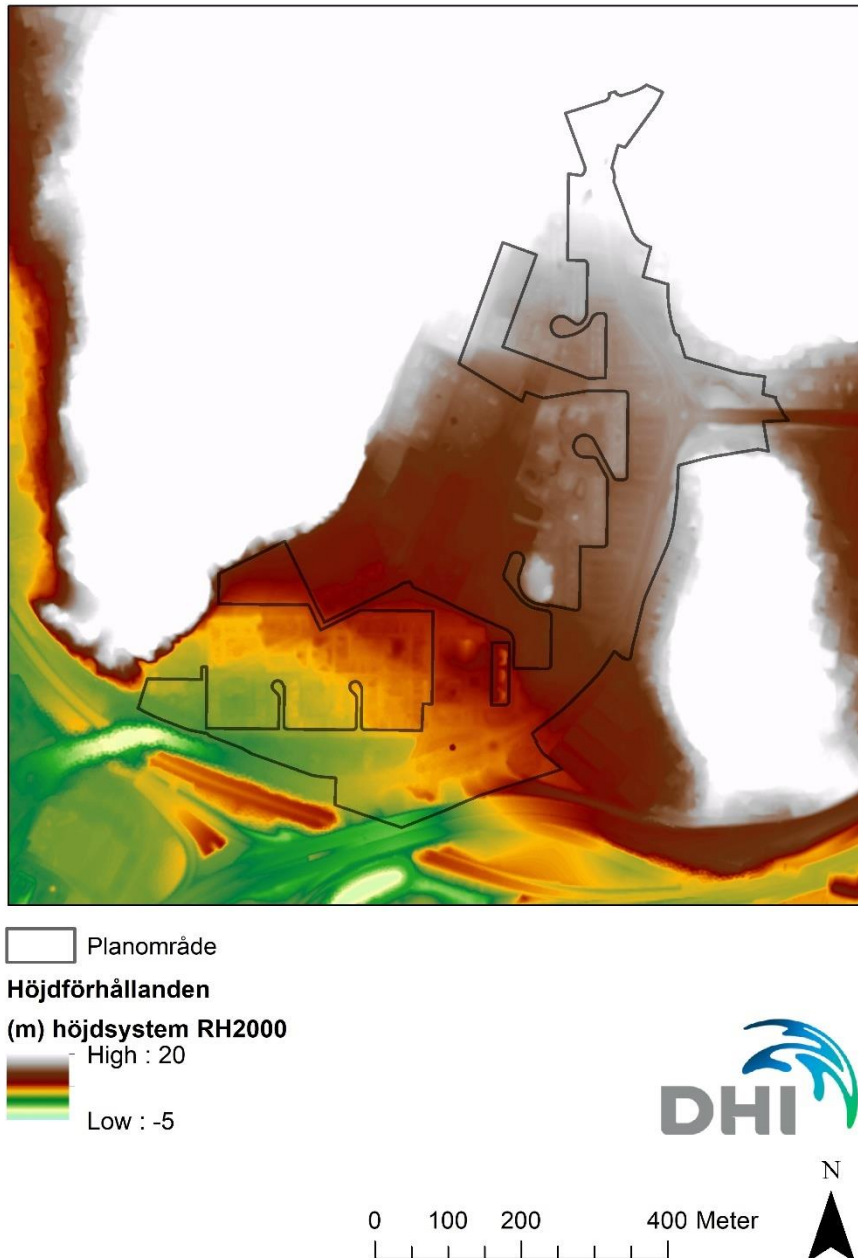 Planområde
Höjdförhållanden
(m) höjdsystem RH2000
High : 20
Low : -5
DHI
N
0 100 200 400 Meter